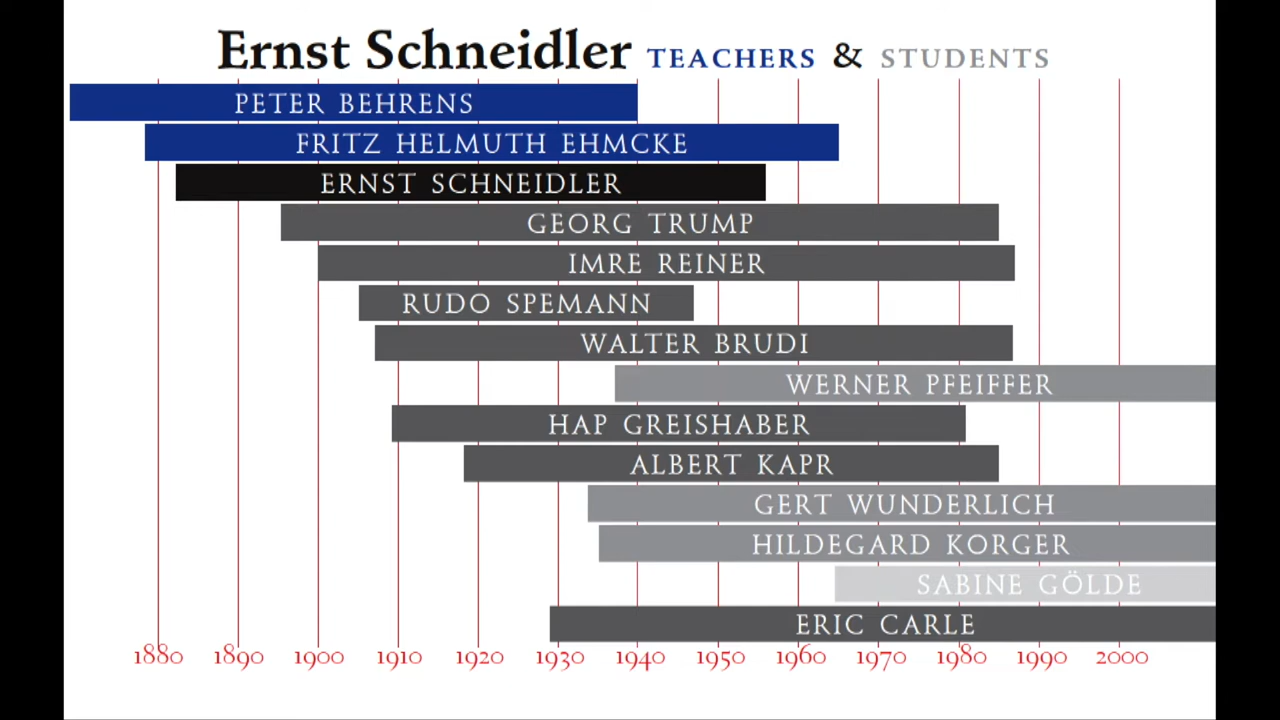 Ernst Schneidler TEACHERS & STUDENTS
PETER BEHRENS
FRITZ HELMUTH EHMCKE
ERNST SCHNEIDLER
GEORG TRUMP
IMRE REINER
RUDO SPEMANN
WALTER BRUDI
WERNER PFEIFFER
HAP GREISHABER
ALBERT KAPR
GERT WUNDERLICH
HILDEGARD KORGER
SABINE GÖLDE
ERIC CARLE
1880 1890 1900 1910 1920 1930 1940 1950 1960 1970 1980 1990 2000